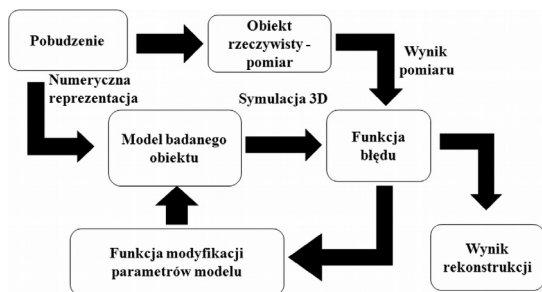 Pobudzenie
Obiekt
rzeczywisty -
pomiar
Wynik
pomiaru
Numeryczna
reprezentacja
Symulacja 3D
Model badanego
obiektu
Funkcja
błędu
Funkcja modyfikacji
parametrów modelu
Wynik
rekonstrukcji